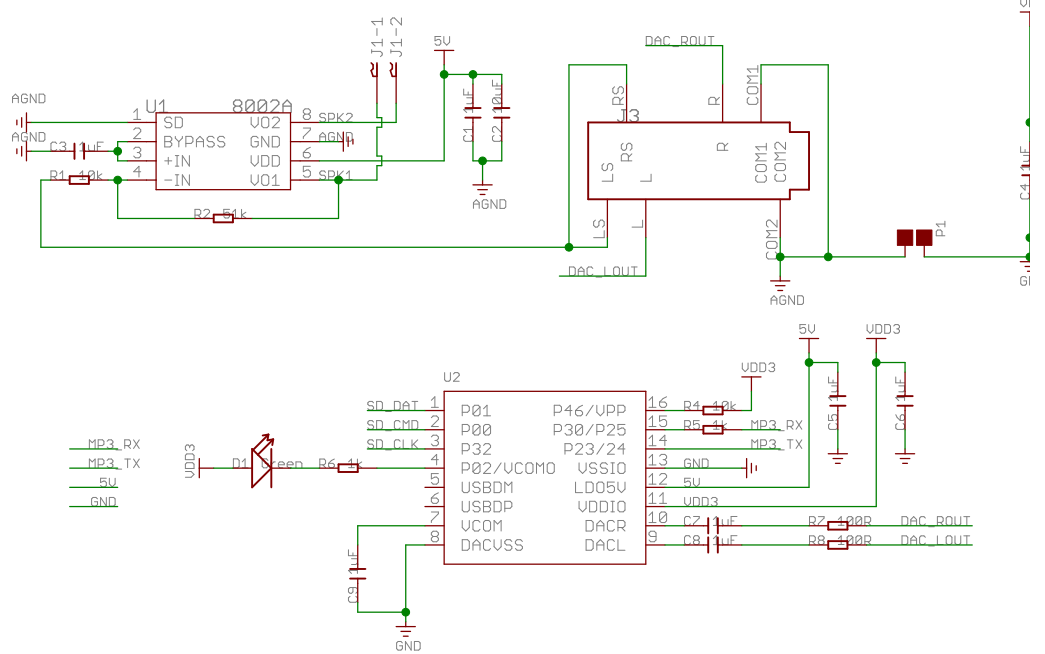 J1-1
J1-2
5V
DAC_ROUT
AGND
U1
8002A
1
SD
VO2
8
SPK2
AGND
2
BYPASS
GND
7
AGND
C3
1uF
3
+IN
VDD
6
R1
10k
4
-IN
VO1
5
SPK1
R2
51k
C1
1uF
C2
10uF
AGND
RS
R
COM1
J3
LS
RS
L
R
COM1
COM2
LS
L
COM2
DAC_LOUT
AGND
P1
C4
1uF
5V
VDD3
U2
VDD3
SD_DAT
1
P01
P46/VPP
16
R4
10k
SD_CMD
2
P00
P30/P25
15
R5
1k
MP3_RX
SD_CLK
3
P32
P23/24
14
MP3_TX
C5
1uF
C6
1uF
MP3_RX
MP3_TX
5V
GND
VDD3
D1
Green
R6
1k
4
P02/VCOMO
VSSIO
13
GND
5
USBDM
LDO5V
12
5V
6
USBDP
VDDIO
11
VDD3
7
VCOM
DACR
10
C7
1uF
R7
100R
DAC_ROUT
8
DACVSS
DACL
9
C8
1uF
R8
100R
DAC_LOUT
C9
1uF
GND